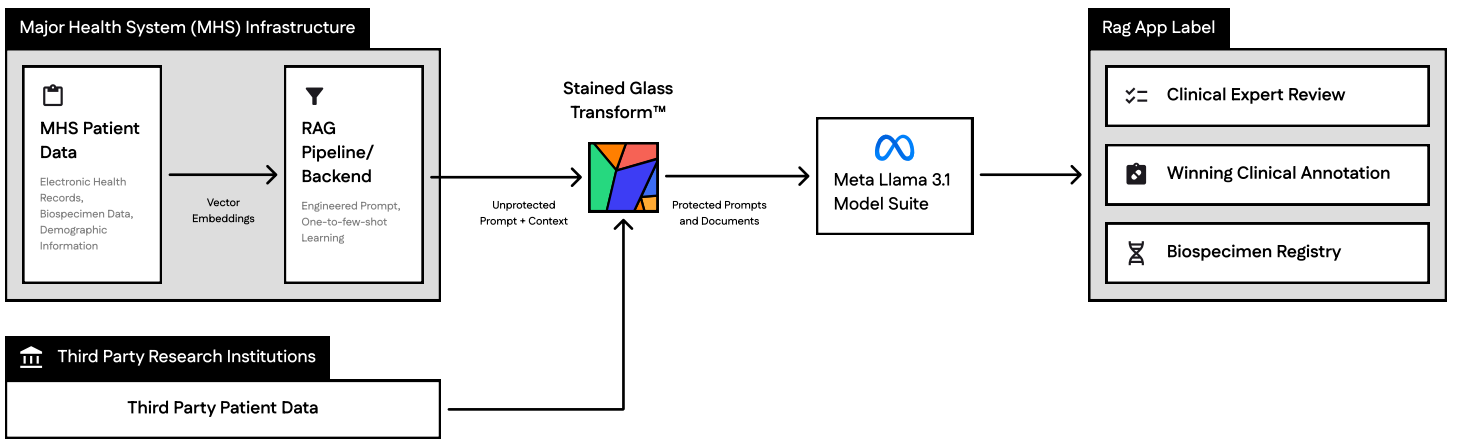 Major Health System (MHS) Infrastructure
MHS Patient
Data
Electronic Health
Records,
Biospecimen Data,
Demographic
Information
Vector
Embeddings
RAG
Pipeline/
Backend
Engineered Prompt,
One-to-few-shot
Learning
Unprotected
Prompt + Context
Stained Glass
Transform™
Protected Prompts
and Documents
Meta Llama 3.1
Model Suite
Rag App Label
Clinical Expert Review
Winning Clinical Annotation
Biospecimen Registry
Third Party Research Institutions
Third Party Patient Data